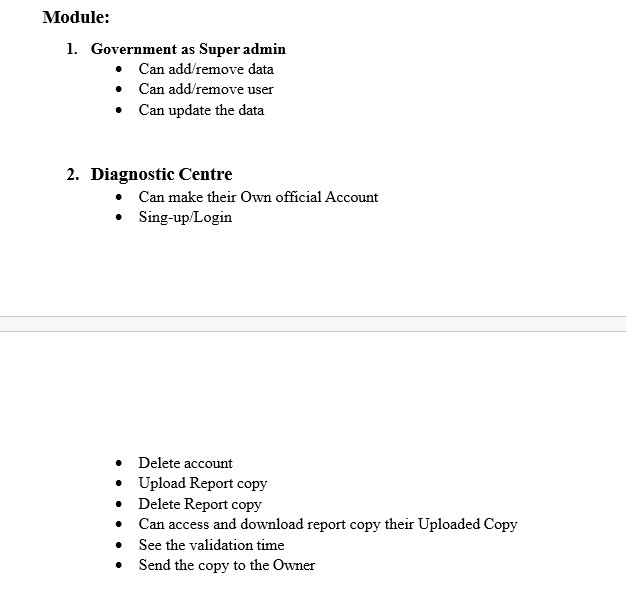 Module:
1. Government as Super admin
• Can add/remove data
• Can add/remove user
• Can update the data
2. Diagnostic Centre
• Can make their Own official Account
• Sing-up/Login
• Delete account
• Upload Report copy
• Delete Report copy
• Can access and download report copy their Uploaded Copy
• See the validation time
• Send the copy to the Owner